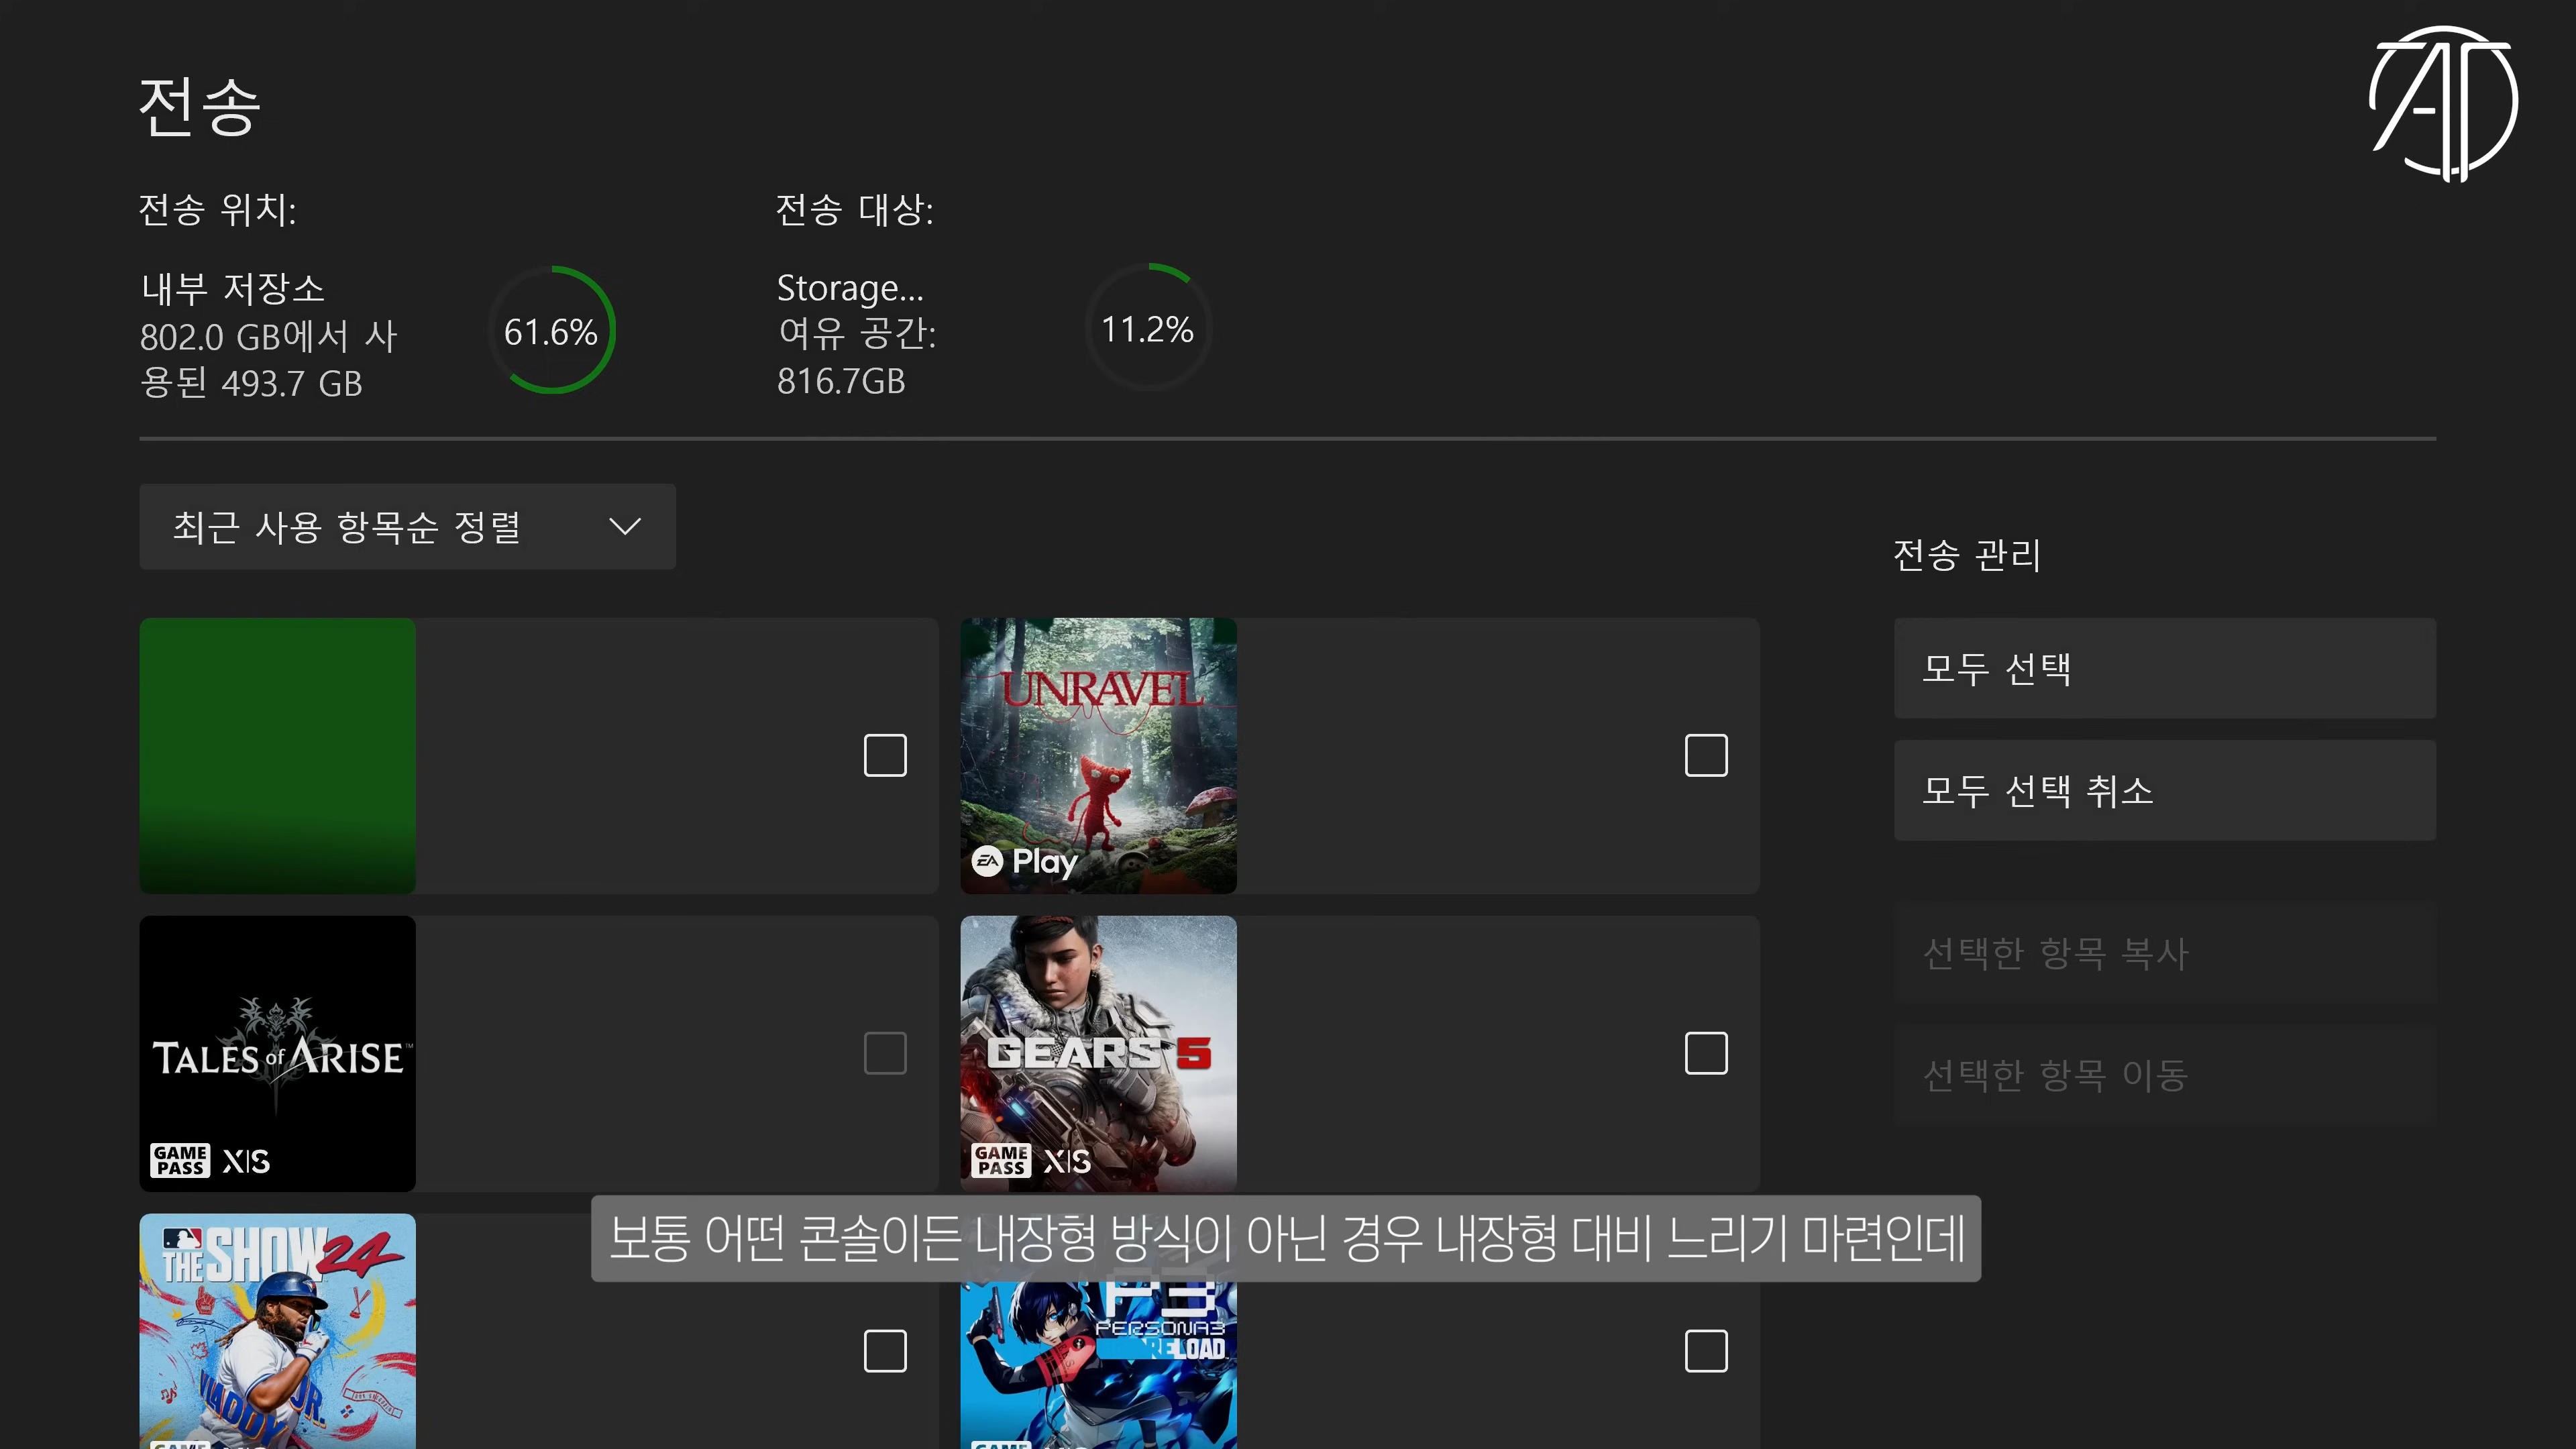 전송
전송 위치:
내부 저장소
802.0 GB에서 사
용된 493.7 GB
61.6%
전송 대상:
Storage...
여유 공간:
816.7GB
11.2%
최근 사용 항목순 정렬
전송 관리
모두 선택
모두 선택 취소
선택한 항목 복사
선택한 항목 이동
UNRAVEL
EA Play
TALES of ARISE™
GAME PASS X|S
GEARS 5
GAME PASS X|S
보통 어떤 콘솔이든 내장형 방식이 아닌 경우 내장형 대비 느리기 마련인데
THE SHOW 24
VLADDY JR.
P3
PERSONA3
RELOAD